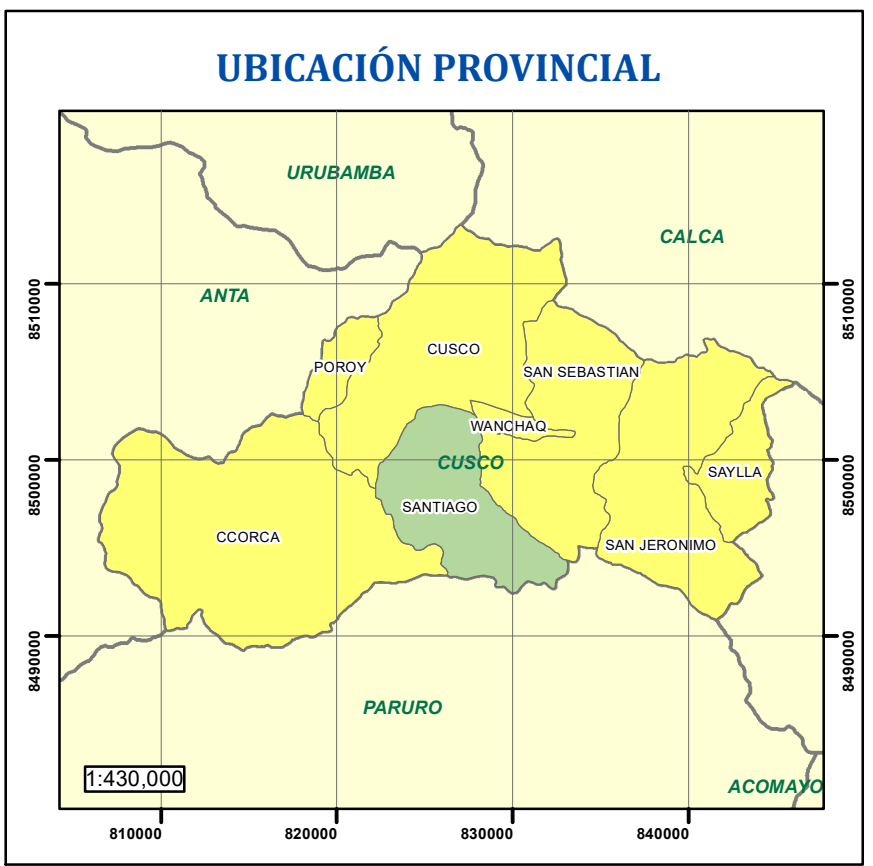 UBICACIÓN PROVINCIAL
URUBAMBA
CALCA
ANTA
8510000
8510000
CUSCO
POROY
SAN SEBASTIAN
WANCHAQ
CUSCO
SAYLLA
8500000
8500000
SANTIAGO
CCORCA
SAN JERONIMO
8490000
8490000
PARURO
1:430,000
ACOMAYO
810000
820000
830000
840000